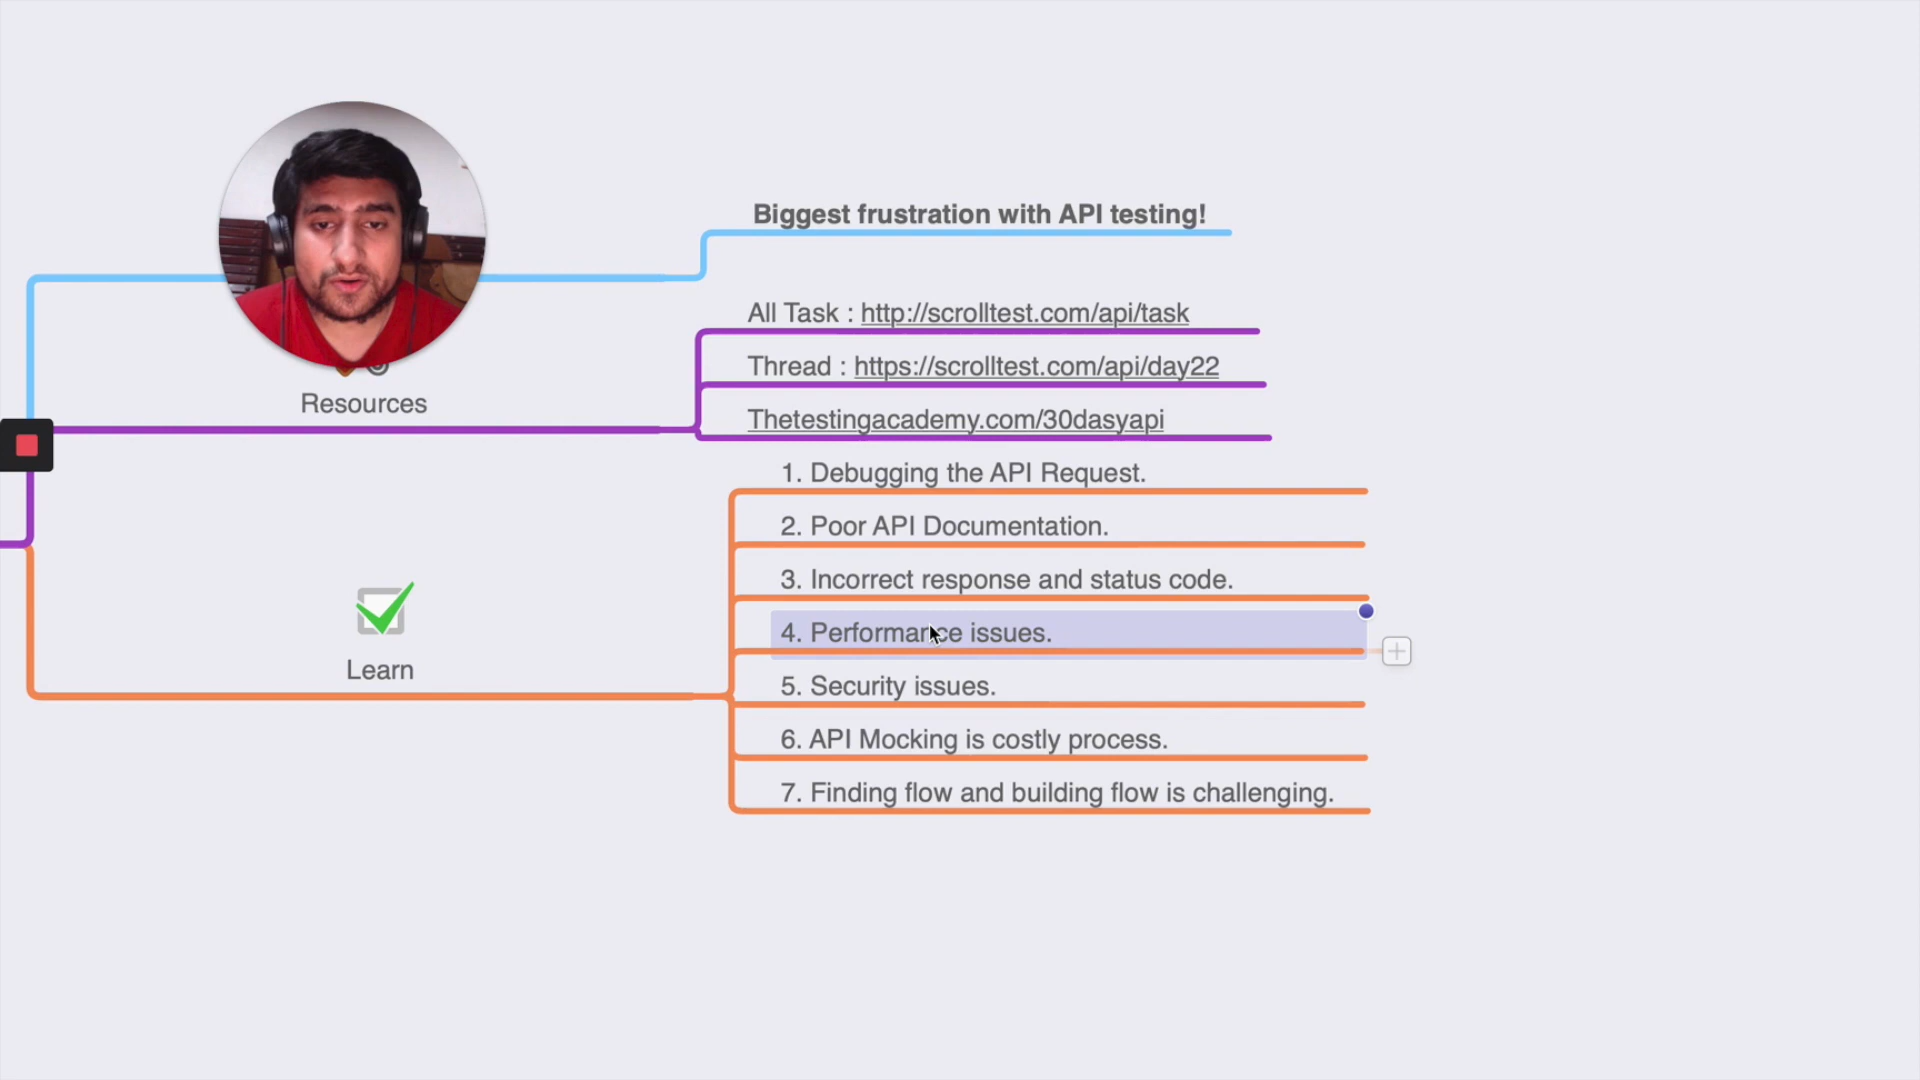 Biggest frustration with API testing!
All Task : http://scrolltest.com/api/task
Thread : https://scrolltest.com/api/day22
Resources
Thetestingacademy.com/30dasyapi
1. Debugging the API Request.
2. Poor API Documentation.
3. Incorrect response and status code.
4. Performance issues.
Learn
5. Security issues.
6. API Mocking is costly process.
7. Finding flow and building flow is challenging.